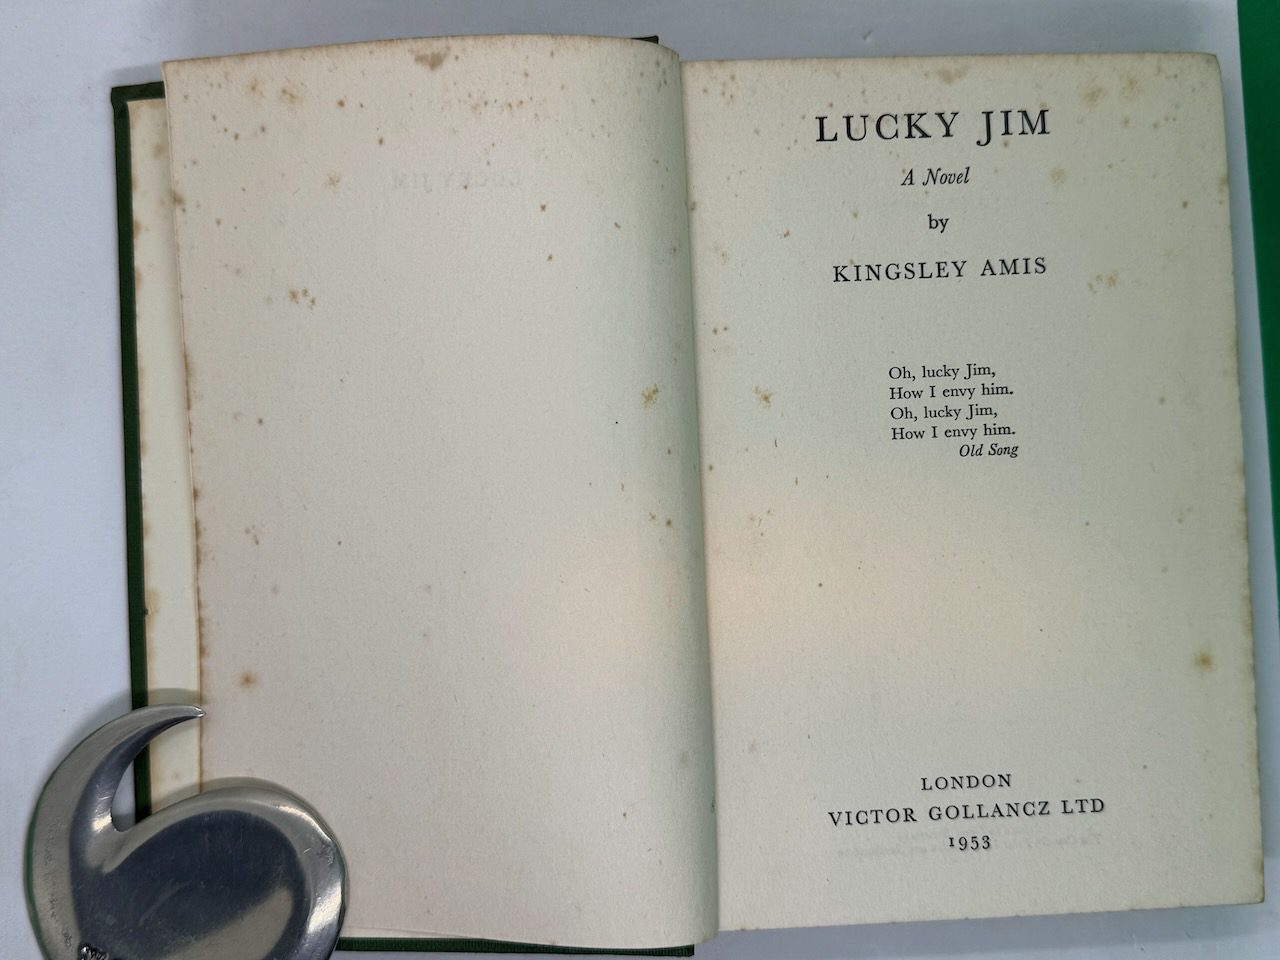 LUCKY JIM
A Novel
by
KINGSLEY AMIS
Oh, lucky Jim,
How I envy him.
Oh, lucky Jim,
How I envy him.
Old Song
LONDON
VICTOR GOLLANCZ LTD
1953